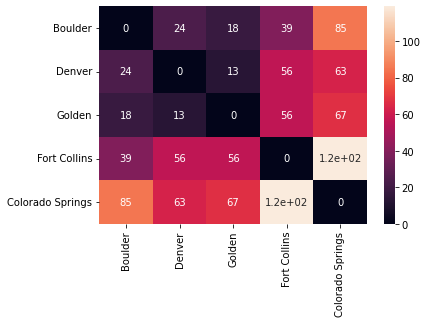 Boulder 0 24 18 39 85
Denver 24 0 13 56 63
Golden 18 13 0 56 67
Fort Collins 39 56 56 0 1.2e+02
Colorado Springs 85 63 67 1.2e+02 0
Boulder
Denver
Golden
Fort Collins
Colorado Springs
100
80
60
40
20
0